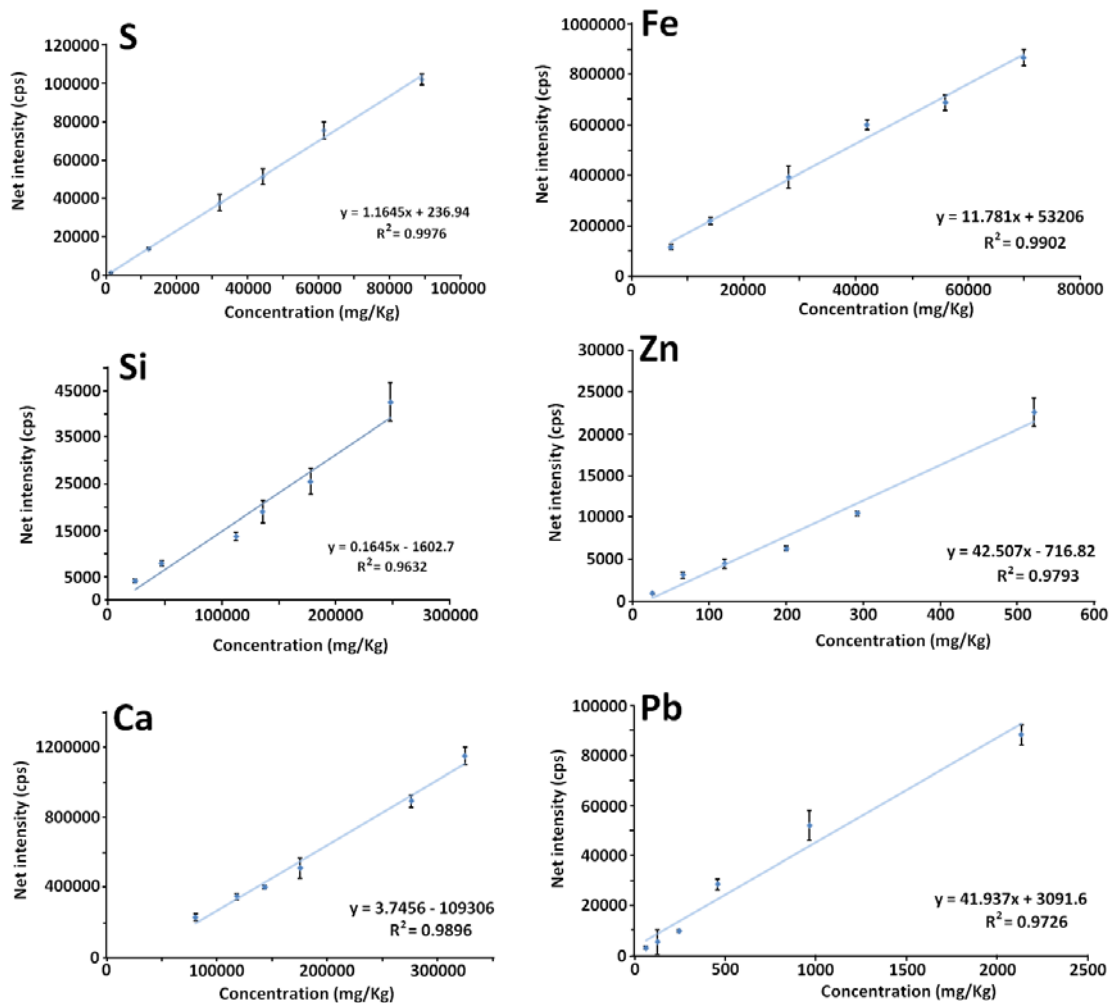 S
120000
100000
80000
60000
40000
20000
0
Net intensity (cps)
y = 1.1645x + 236.94
R² = 0.9976
0 20000 40000 60000 80000 100000
Concentration (mg/Kg)
Fe
1000000
800000
600000
400000
200000
0
Net intensity (cps)
y = 11.781x + 53206
R² = 0.9902
0 20000 40000 60000 80000
Concentration (mg/Kg)
Si
45000
35000
25000
15000
5000
0
Net intensity (cps)
y = 0.1645x - 1602.7
R² = 0.9632
0 100000 200000 300000
Concentration (mg/Kg)
Zn
30000
25000
20000
15000
10000
5000
0
Net intensity (cps)
y = 42.507x - 716.82
R² = 0.9793
0 100 200 300 400 500 600
Concentration (mg/Kg)
Ca
1200000
800000
400000
0
Net intensity (cps)
y = 3.7456 - 109306
R² = 0.9896
0 100000 200000 300000
Concentration (mg/Kg)
Pb
100000
80000
60000
40000
20000
0
Net intensity (cps)
y = 41.937x + 3091.6
R² = 0.9726
0 500 1000 1500 2000 2500
Concentration (mg/Kg)